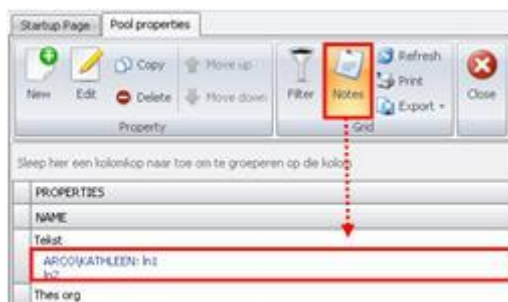 Startup Page Pool properties
New Edit Copy Delete Move up Move down Filter Notes Refresh Print Export Close
Property Grid
Sleep hier een kolomkop naar toe om te groeperen op die kolom
PROPERTIES
NAME
Tekst
ARCO\KATHLEEN: ln1
ln2
Thes org